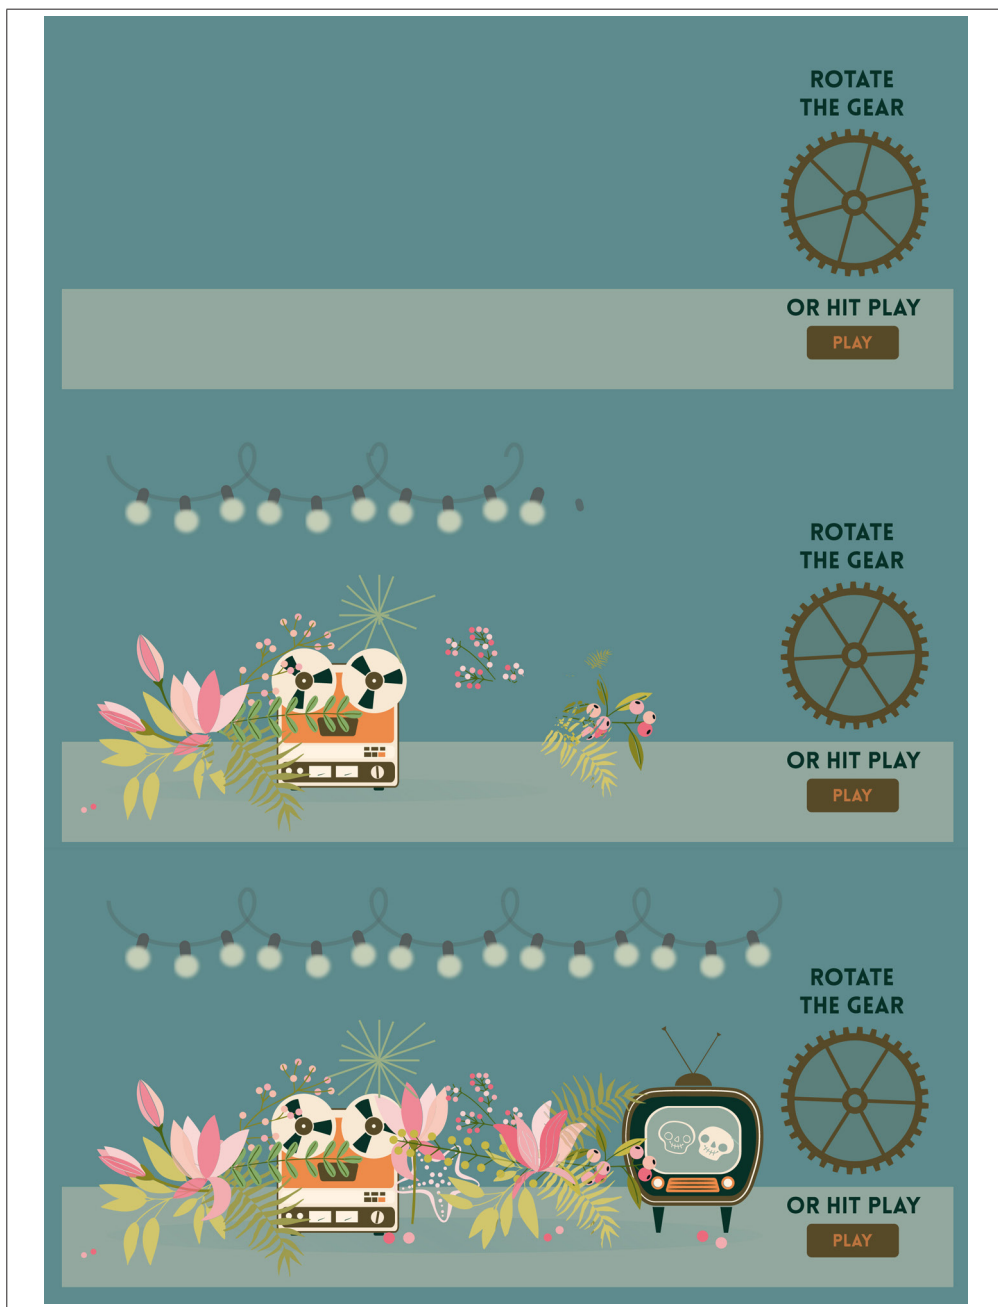 ROTATE
THE GEAR
OR HIT PLAY
PLAY
ROTATE
THE GEAR
OR HIT PLAY
PLAY
ROTATE
THE GEAR
OR HIT PLAY
PLAY